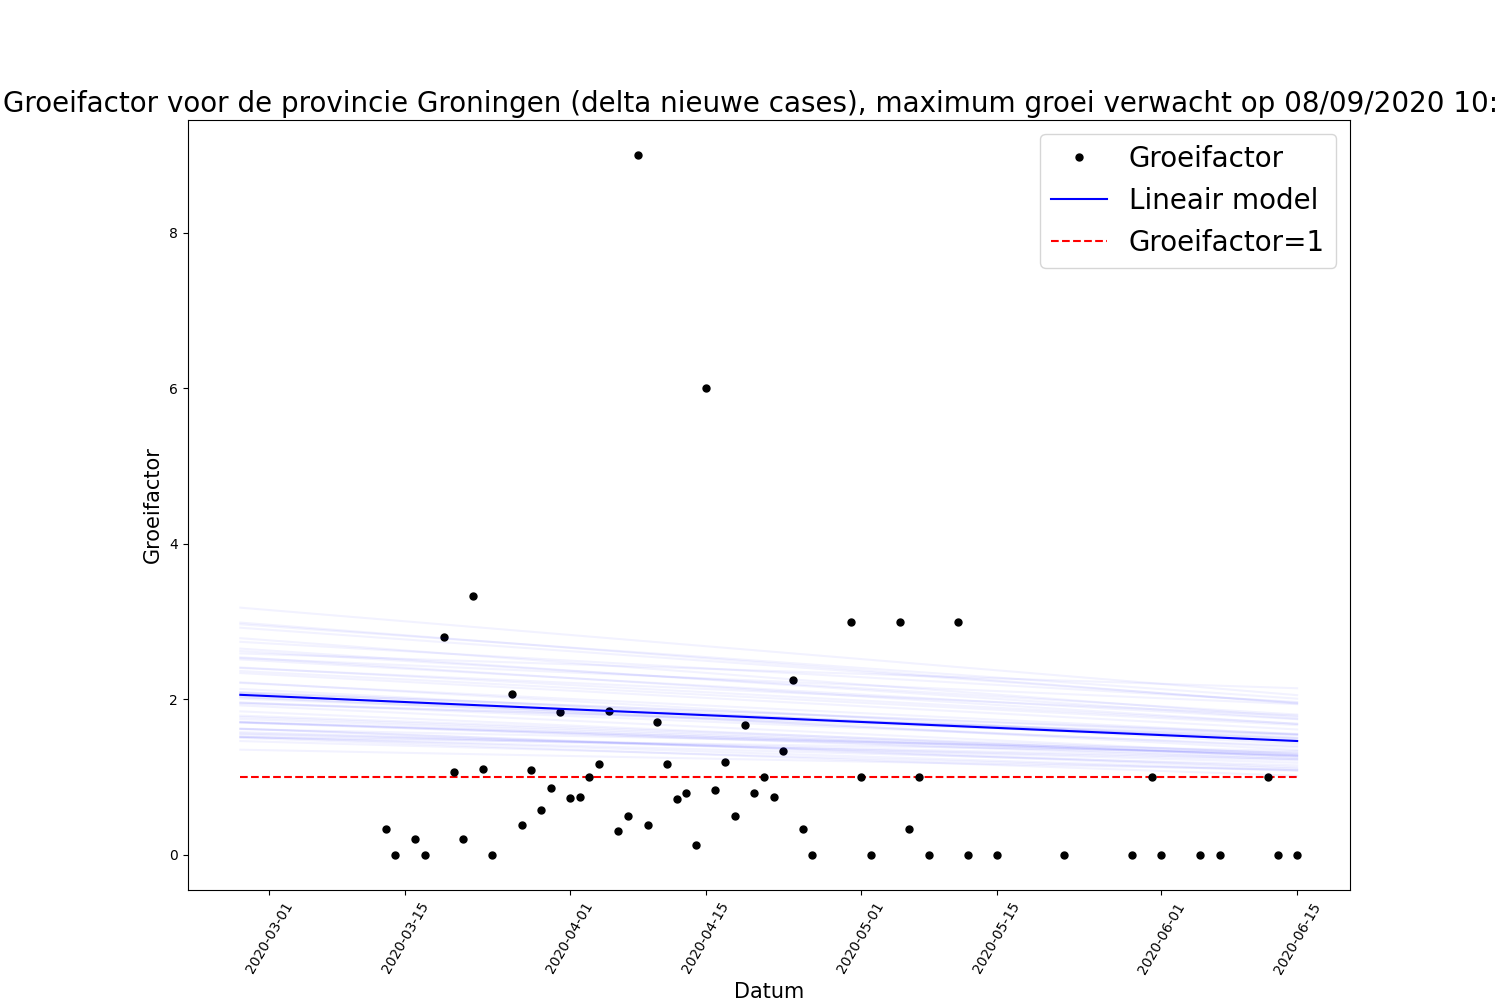 Groeifactor voor de provincie Groningen (delta nieuwe cases), maximum groei verwacht op 08/09/2020 10:
Groeifactor
Lineair model
Groeifactor=1
8
6
4
2
0
Groeifactor
2020-03-01
2020-03-15
2020-04-01
2020-04-15
2020-05-01
2020-05-15
2020-06-01
2020-06-15
Datum